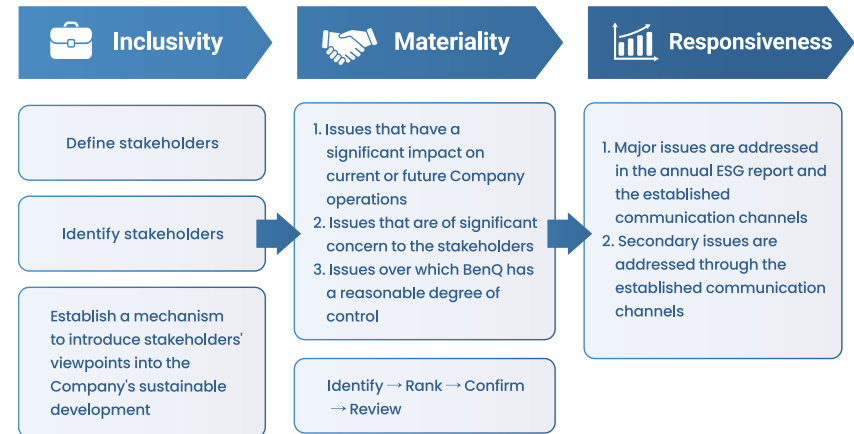 Inclusivity
Define stakeholders
Identify stakeholders
Establish a mechanism
to introduce stakeholders'
viewpoints into the
Company's sustainable
development
Materiality
1. Issues that have a
significant impact on
current or future Company
operations
2. Issues that are of significant
concern to the stakeholders
3. Issues over which BenQ has
a reasonable degree of
control
Identify → Rank → Confirm
→ Review
Responsiveness
1. Major issues are addressed
in the annual ESG report and
the established
communication channels
2. Secondary issues are
addressed through the
established communication
channels